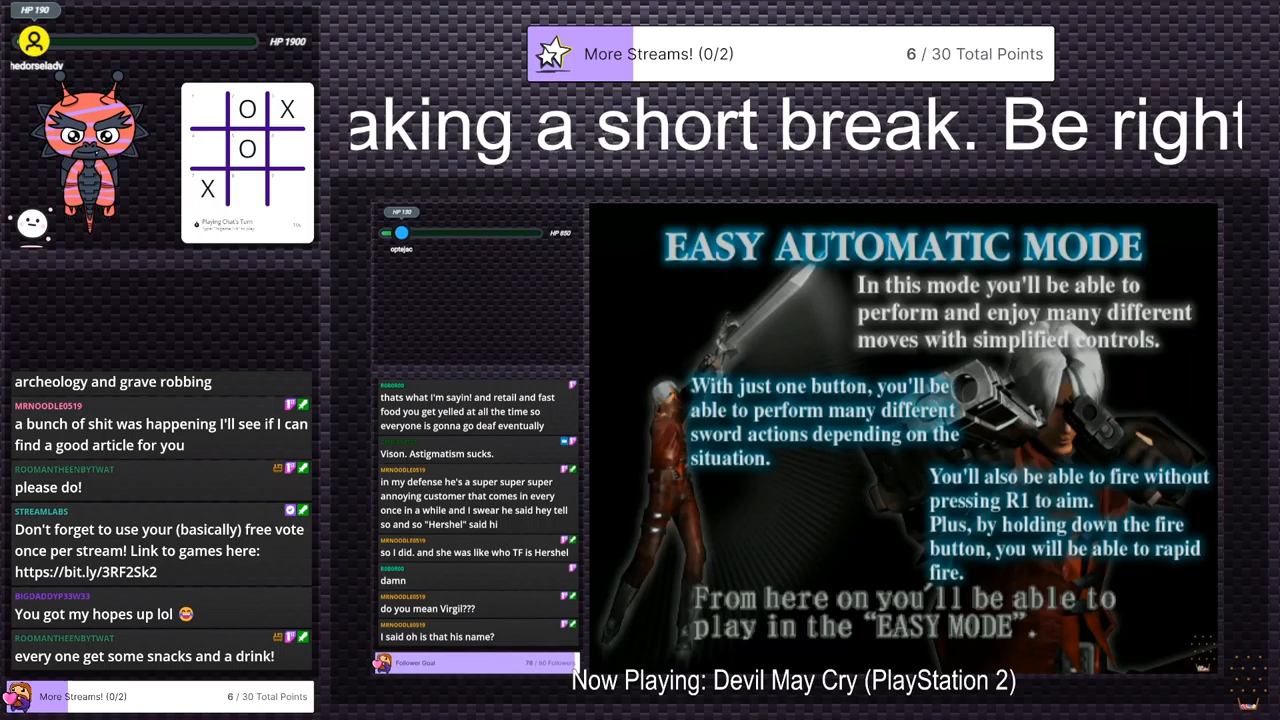 HP 190
HP 1900
hedorseladv
More Streams! (0/2)
6 / 30 Total Points
aking a short break. Be right
O X
O
X
Playing Chat's Turn
archeology and grave robbing
MRNOODLE0519
a bunch of shit was happening I'll see if I can
find a good article for you
ROOMANTHEENBYTWAT
please do!
STREAMLABS
Don't forget to use your (basically) free vote
once per stream! Link to games here:
https://bit.ly/3RF2Sk2
BIGDADDYP33W33
You got my hopes up lol 😂
ROOMANTHEENBYTWAT
every one get some snacks and a drink!
More Streams! (0/2)
6 / 30 Total Points
HP 130
HP 850
optejac
thats what I'm sayin! and retail and fast
food you get yelled at all the time so
everyone is gonna go deaf eventually
Vison. Astigmatism sucks.
MRNOODLE0519
in my defense he's a super super super
annoying customer that comes in every
once in a while and I swear he said hey tell
so and so "Hershel" said hi
MRNOODLE0519
so I did. and she was like who TF is Hershel
damn
MRNOODLE0519
do you mean Virgil???
MRNOODLE0519
I said oh is that his name?
Follower Goal
78 / 90 Followers
EASY AUTOMATIC MODE
In this mode you'll be able to
perform and enjoy many different
moves with simplified controls.
With just one button, you'll be
able to perform many different
sword actions depending on the
situation.
You'll also be able to fire without
pressing R1 to aim.
Plus, by holding down the fire
button, you will be able to rapid
fire.
From here on you'll be able to
play in the “EASY MODE”.
Now Playing: Devil May Cry (PlayStation 2)